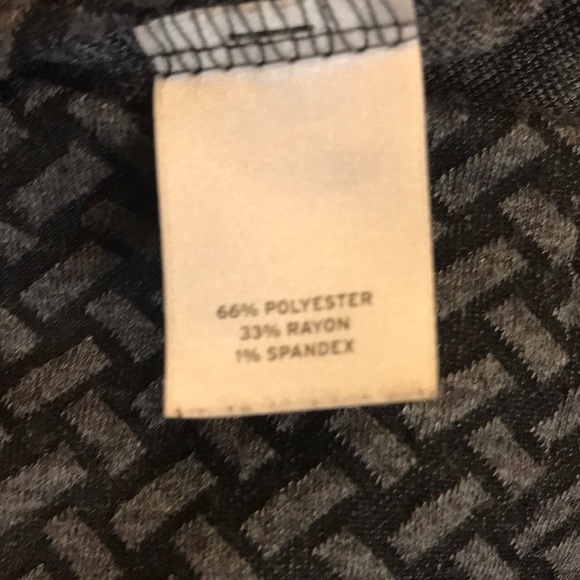 66% POLYESTER
33% RAYON
1% SPANDEX